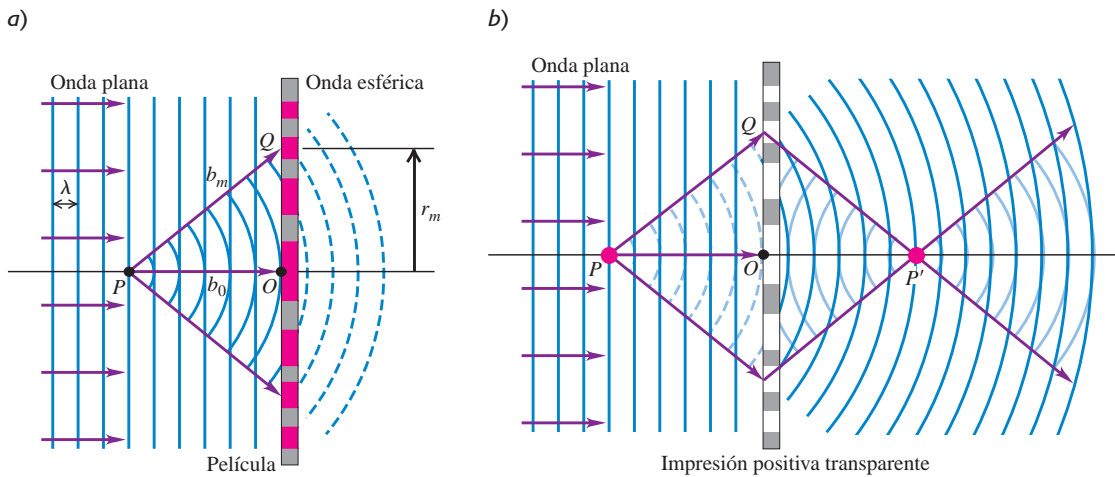 a)
Onda plana
Onda esférica
Q
b_m
λ
r_m
P
b_0
O
Película
b)
Onda plana
Q
P
O
P′
Impresión positiva transparente